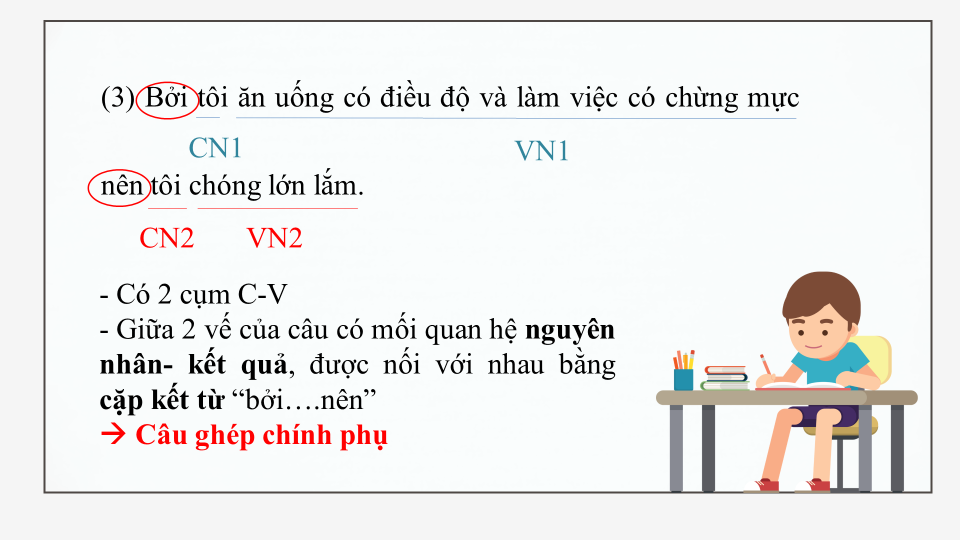 (3) Bởi tôi ăn uống có điều độ và làm việc có chừng mực
CN1 VN1
nên tôi chóng lớn lắm.
CN2 VN2
- Có 2 cụm C-V
- Giữa 2 vế của câu có mối quan hệ nguyên
nhân- kết quả, được nối với nhau bằng
cặp kết từ “bởi….nên”
→ Câu ghép chính phụ